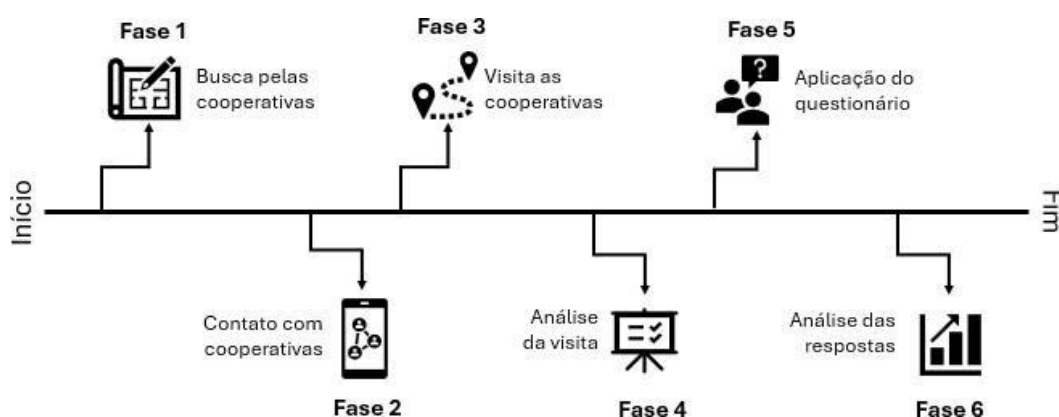 Fase 1
Busca pelas
cooperativas
Fase 3
Visita as
cooperativas
Fase 5
Aplicação do
questionário
?
Início
Fim
Contato com
cooperativas
Fase 2
Análise
da visita
Fase 4
Análise das
respostas
Fase 6